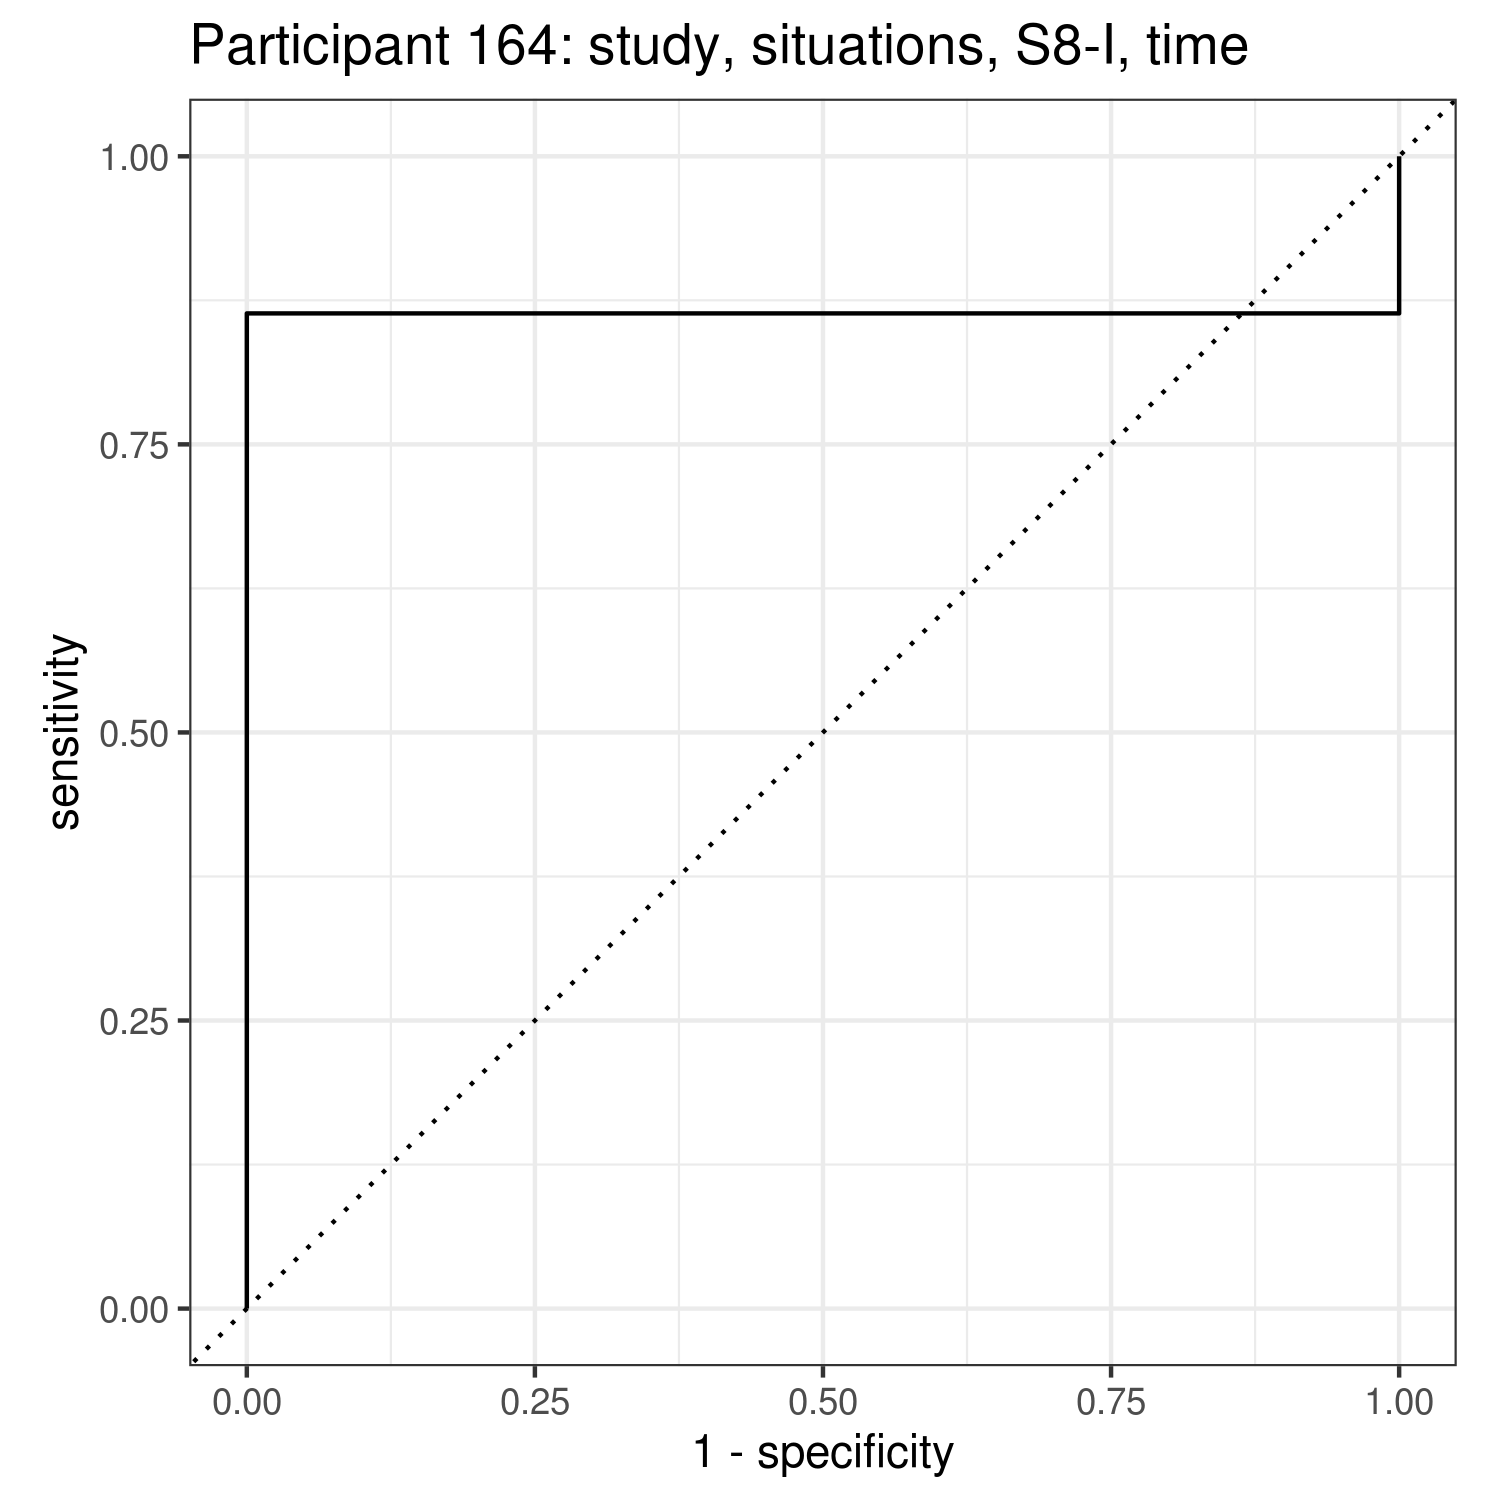 Participant 164: study, situations, S8-I, time
1.00
0.75
0.50
0.25
0.00
sensitivity
0.00 0.25 0.50 0.75 1.00
1 - specificity